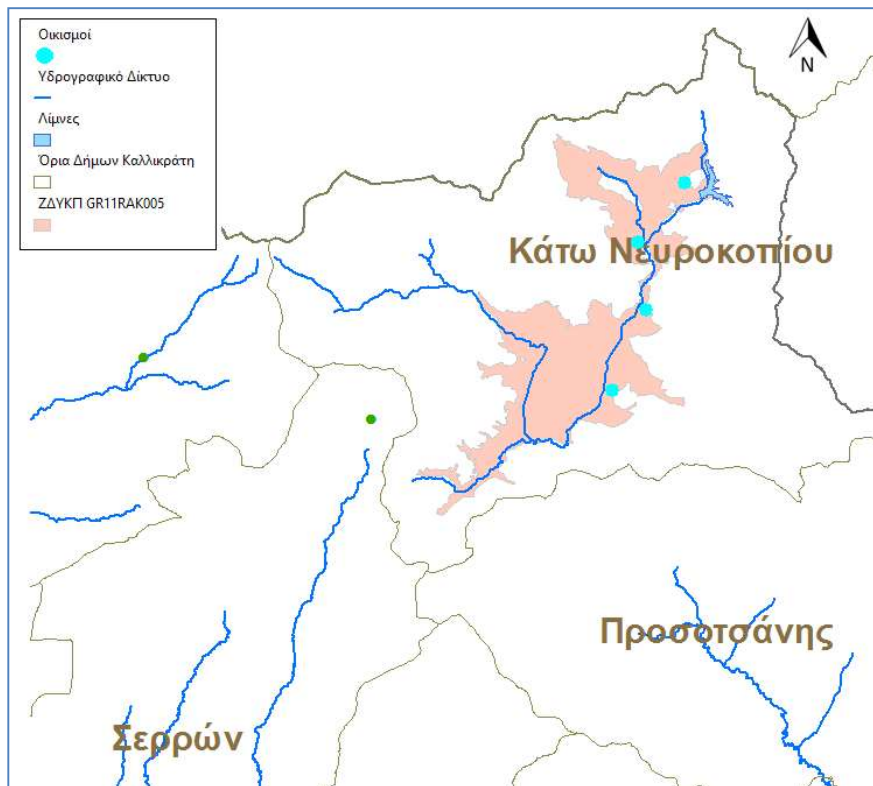 Οικισμοί
Υδρογραφικό Δίκτυο
Λίμνες
Όρια Δήμων Καλλικράτη
ΖΔΥΚΠ GR11RAK005
N
Κάτω Νευροκοπίου
Προσοτσάνης
Σερρών